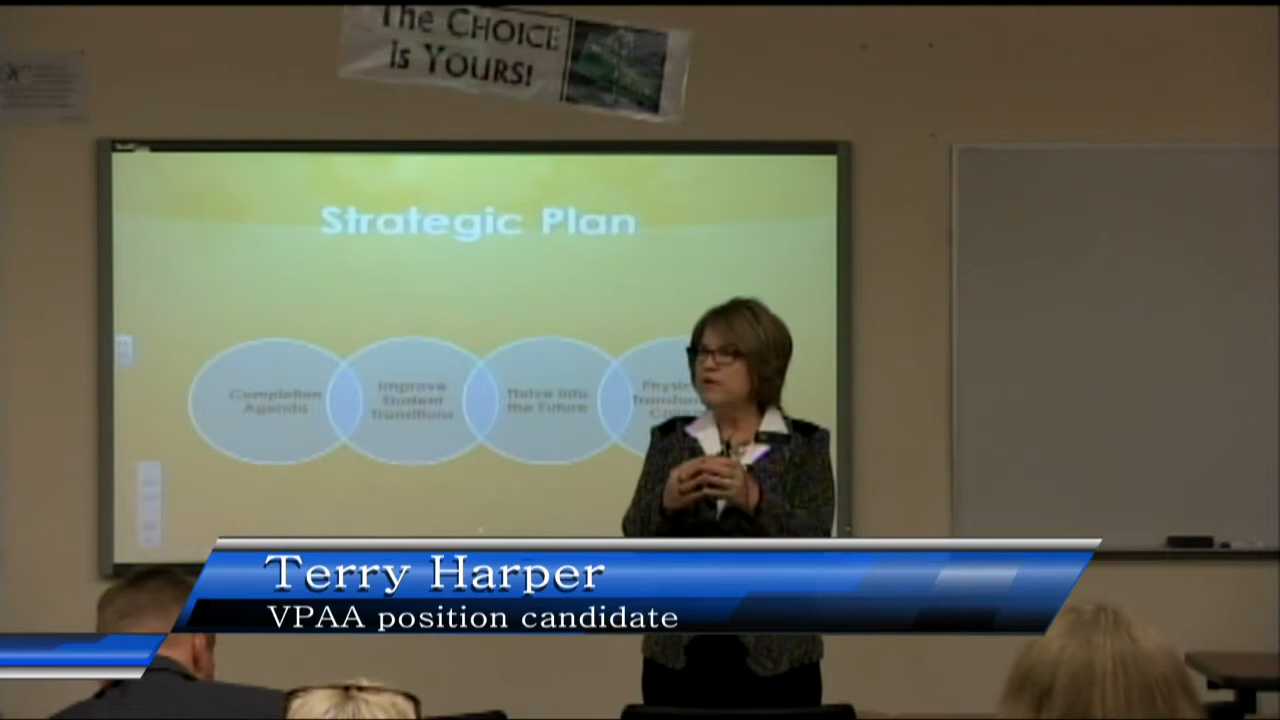 The CHOICE
is YOURS!
Strategic Plan
Completion
Agenda
Improve
Student
Transitions
Thrive Into
the Future
Terry Harper
VPAA position candidate